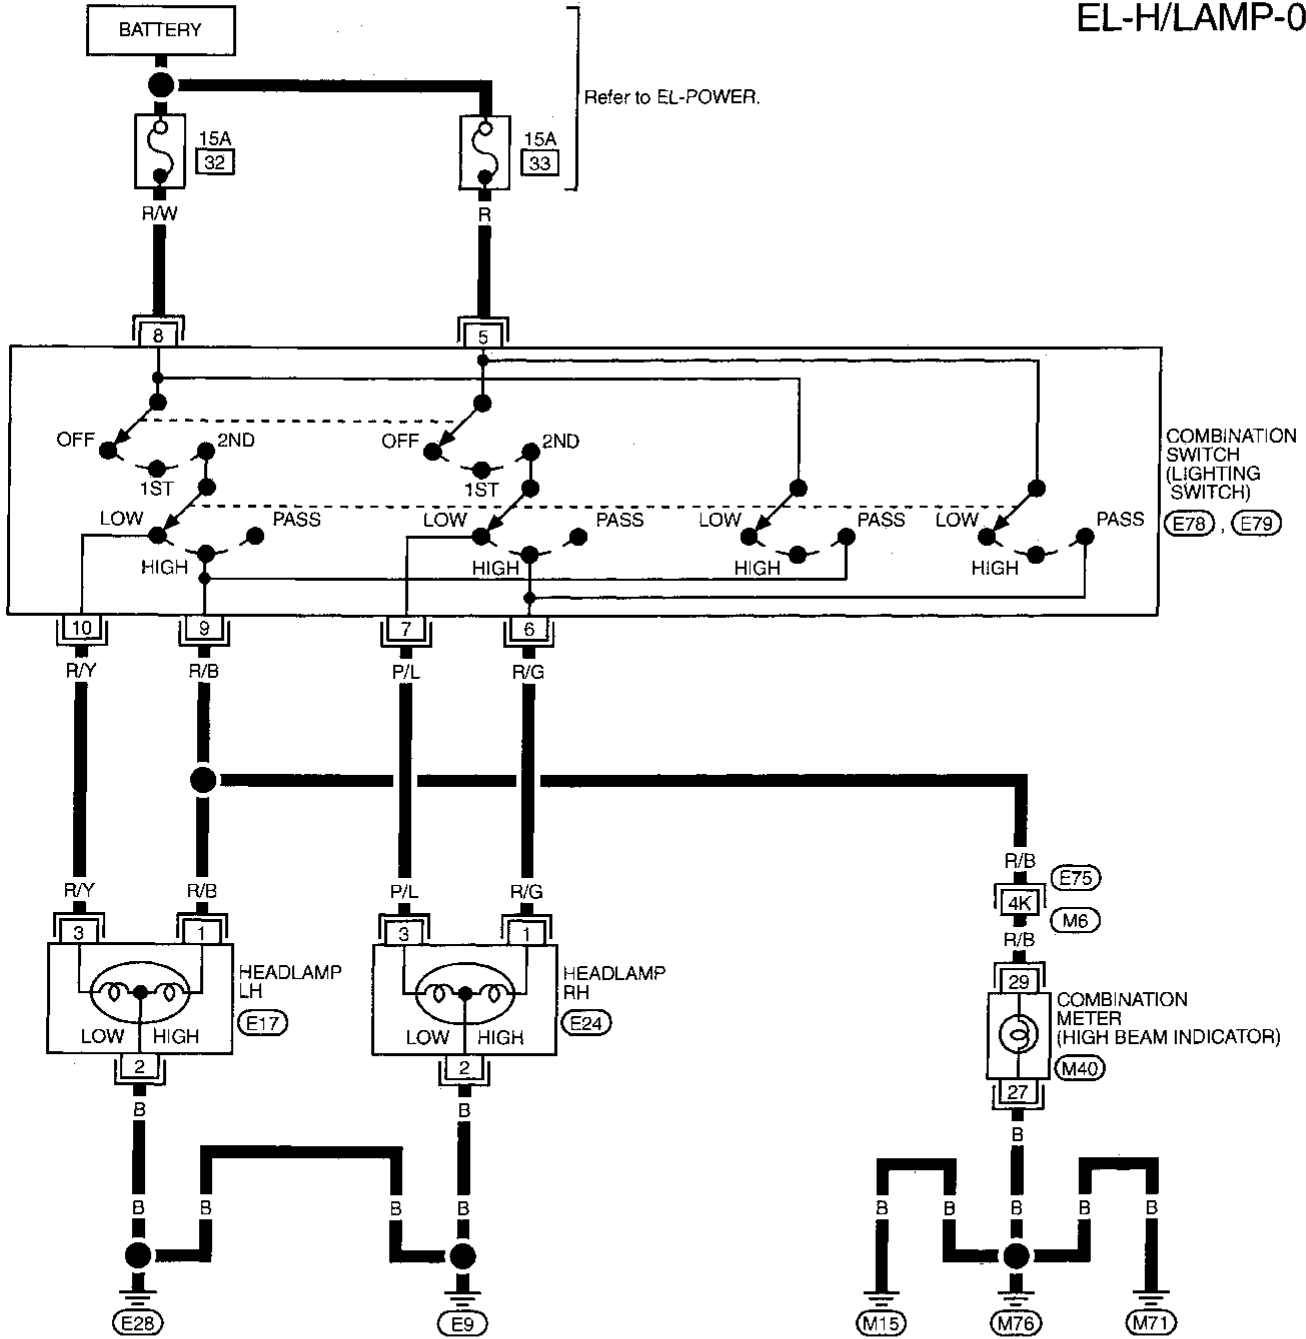 EL-H/LAMP-0
BATTERY
Refer to EL-POWER.
15A
32
15A
33
R/W
R
8
5
OFF
2ND
1ST
OFF
2ND
1ST
COMBINATION
SWITCH
(LIGHTING
SWITCH)
E78 , E79
LOW
PASS
HIGH
LOW
PASS
HIGH
LOW
PASS
HIGH
LOW
PASS
HIGH
10
9
7
6
R/Y
R/B
P/L
R/G
R/Y
R/B
P/L
R/G
R/B
E75
4K
M6
R/B
3
1
3
1
29
HEADLAMP
LH
E17
LOW
HIGH
HEADLAMP
RH
E24
LOW
HIGH
COMBINATION
METER
(HIGH BEAM INDICATOR)
M40
2
2
27
B
B
B
B
B
B
B
B
B
B
B
B
E28
E9
M15
M76
M71